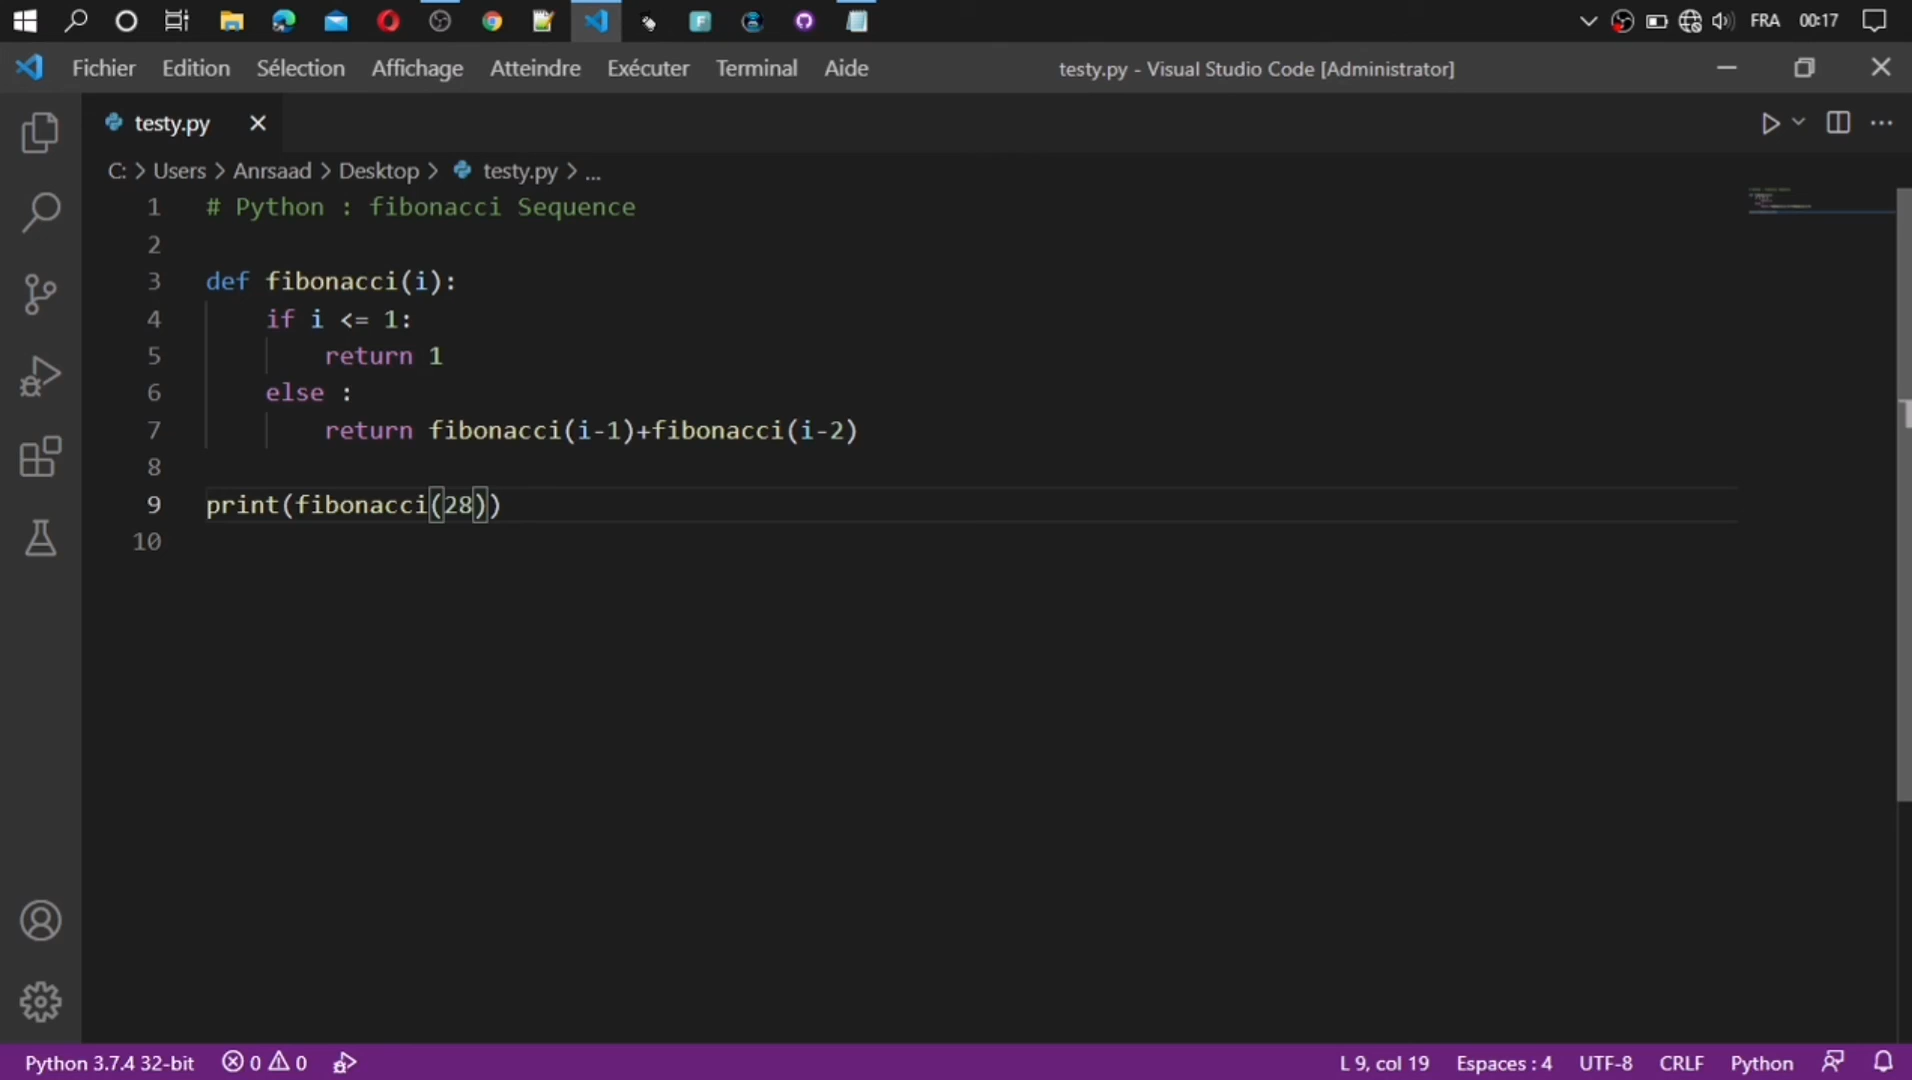 FRA 00:17
Fichier Edition Sélection Affichage Atteindre Exécuter Terminal Aide testy.py - Visual Studio Code [Administrator]
testy.py
C: > Users > Anrsaad > Desktop > testy.py > ...
1 # Python : fibonacci Sequence
2
3 def fibonacci(i):
4 if i <= 1:
5 return 1
6 else :
7 return fibonacci(i-1)+fibonacci(i-2)
8
9 print(fibonacci(28))
10
Python 3.7.4 32-bit 0 0 L 9, col 19 Espaces : 4 UTF-8 CRLF Python